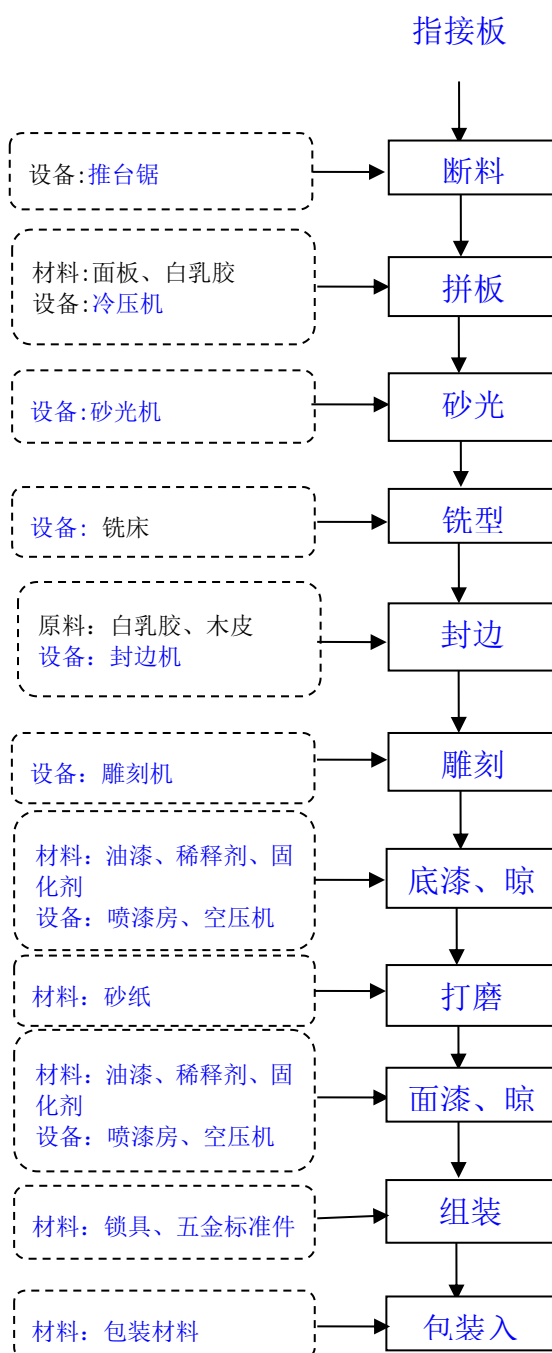 指接板
设备:推台锯
断料
材料:面板、白乳胶
设备:冷压机
拼板
设备:砂光机
砂光
设备: 铣床
铣型
原料: 白乳胶、木皮
设备: 封边机
封边
设备: 雕刻机
雕刻
材料: 油漆、稀释剂、固
化剂
设备: 喷漆房、空压机
底漆、晾
材料: 砂纸
打磨
材料: 油漆、稀释剂、固
化剂
设备: 喷漆房、空压机
面漆、晾
材料: 锁具、五金标准件
组装
材料: 包装材料
包装入